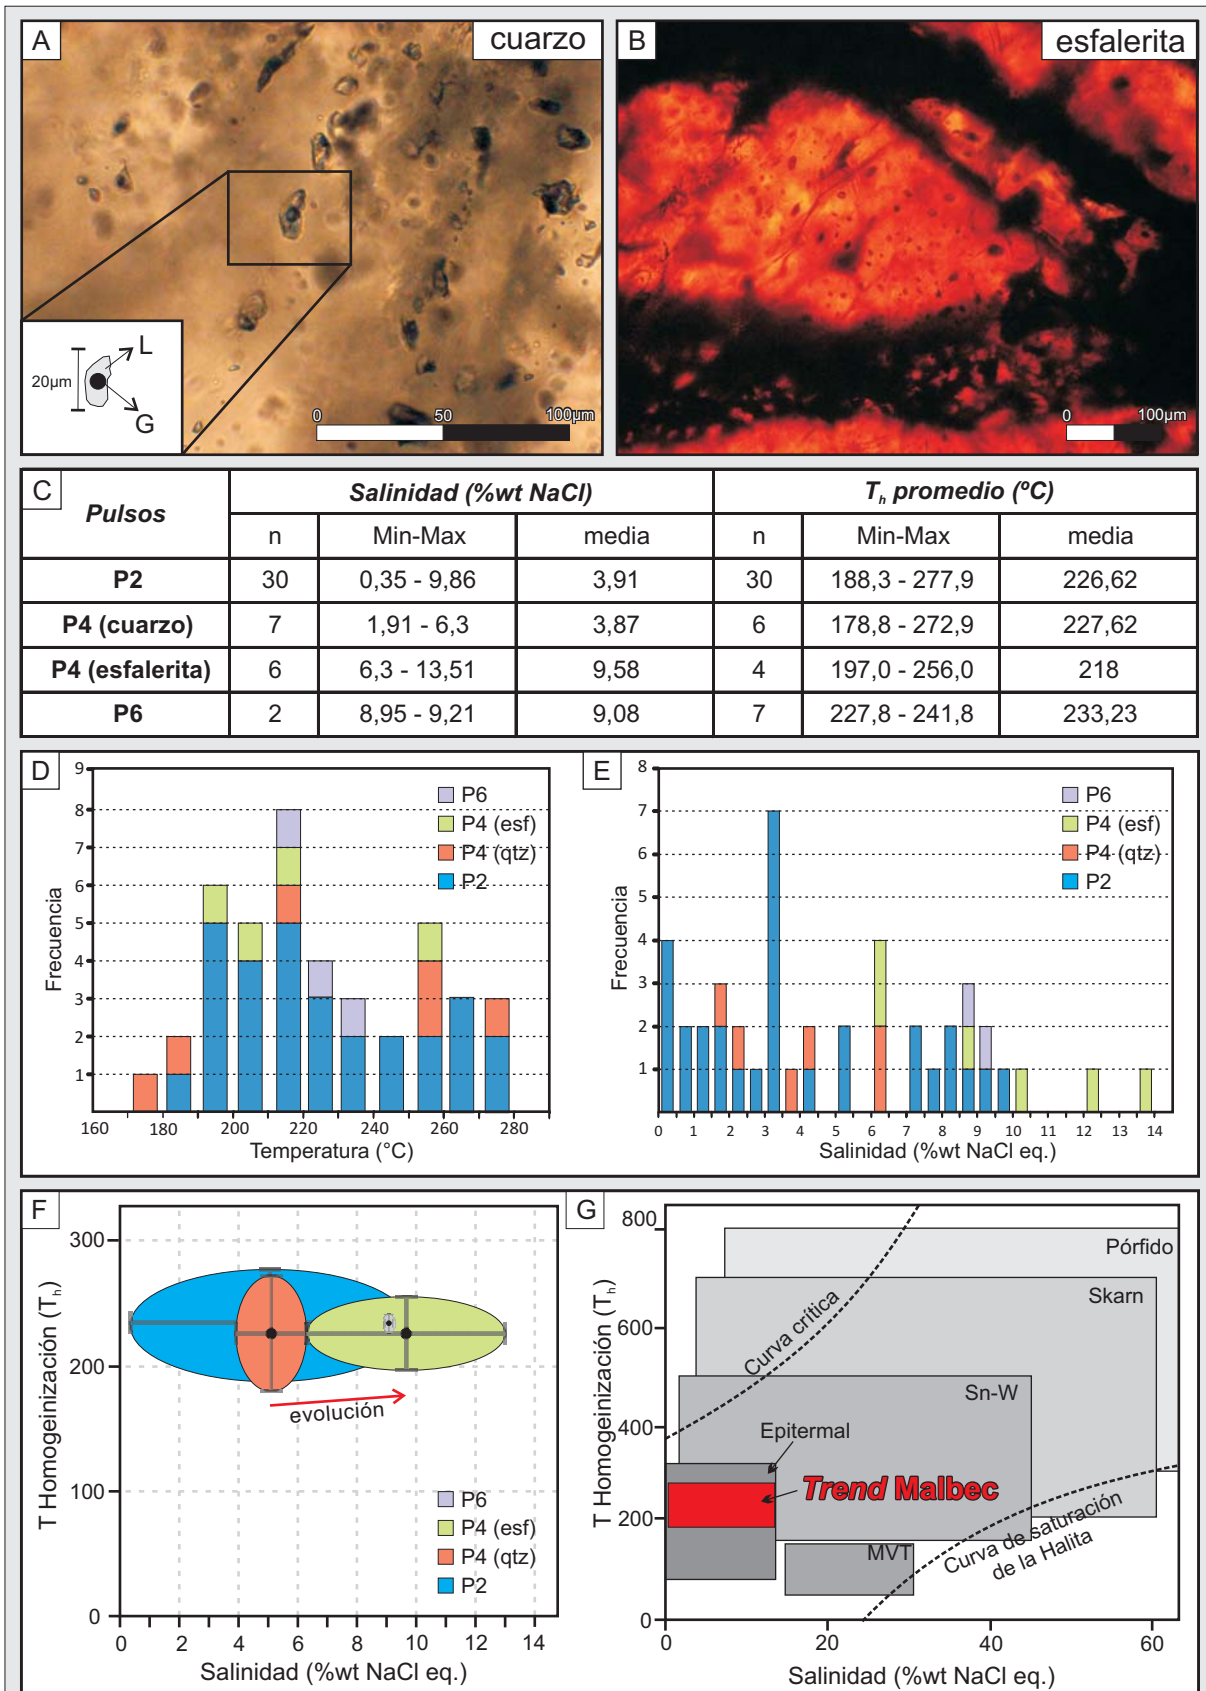 A
cuarzo
L
20µm
G
0 50 100µm
B
esfalerita
0 100µm
C
Pulsos Salinidad (%wt NaCl) Th promedio (ºC)
n Min-Max media n Min-Max media
P2 30 0,35 - 9,86 3,91 30 188,3 - 277,9 226,62
P4 (cuarzo) 7 1,91 - 6,3 3,87 6 178,8 - 272,9 227,62
P4 (esfalerita) 6 6,3 - 13,51 9,58 4 197,0 - 256,0 218
P6 2 8,95 - 9,21 9,08 7 227,8 - 241,8 233,23
D
9
8
7
6
5
4
3
2
1
Frecuencia
P6
P4 (esf)
P4 (qtz)
P2
160 180 200 220 240 260 280
Temperatura (°C)
E
8
7
6
5
4
3
2
1
Frecuencia
P6
P4 (esf)
P4 (qtz)
P2
0 1 2 3 4 5 6 7 8 9 10 11 12 13 14
Salinidad (%wt NaCl eq.)
F
300
200
100
0
T Homogeinización (Th)
evolución
P6
P4 (esf)
P4 (qtz)
P2
0 2 4 6 8 10 12 14
Salinidad (%wt NaCl eq.)
G
800
600
400
200
0
T Homogeinización (Th)
Pórfido
Skarn
Curva crítica
Sn-W
Epitermal
Trend Malbec
MVT
Curva de saturación
de la Halita
0 20 40 60
Salinidad (%wt NaCl eq.)